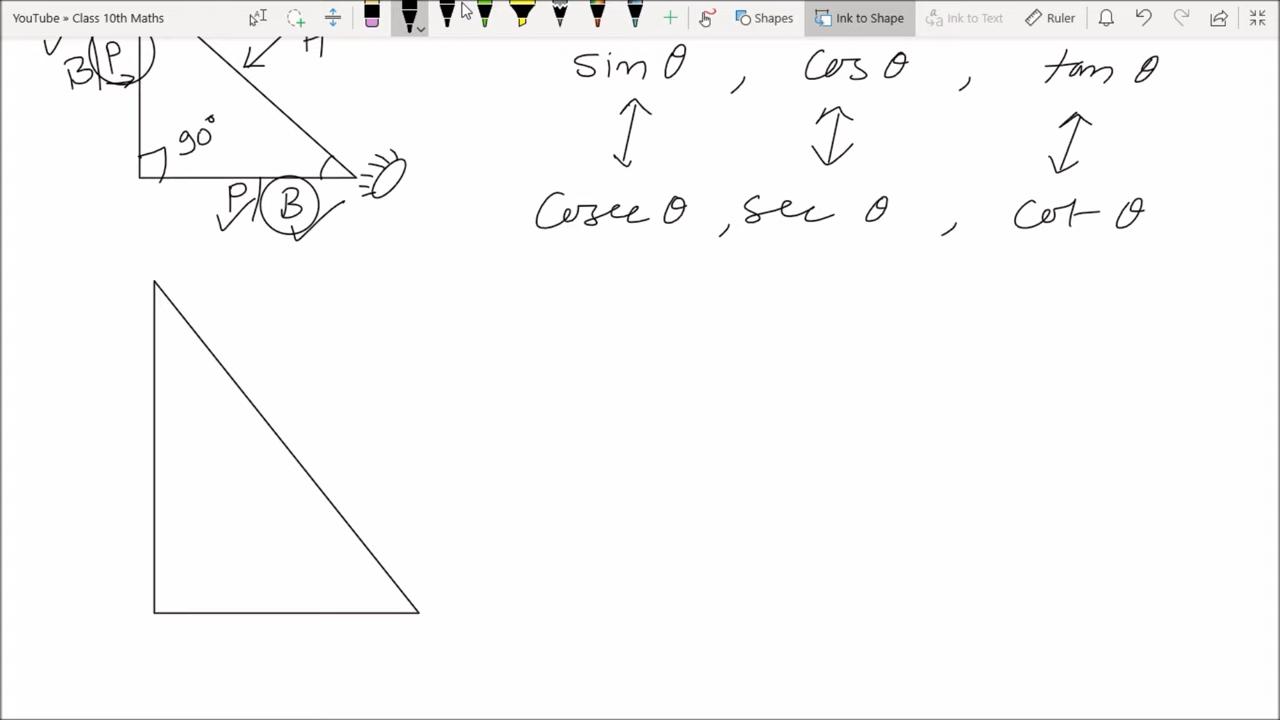 YouTube » Class 10th Maths
Shapes Ink to Shape Ink to Text Ruler
sin θ , cos θ , tan θ
B P H
90°
P B
Cosec θ , sec θ , cot θ